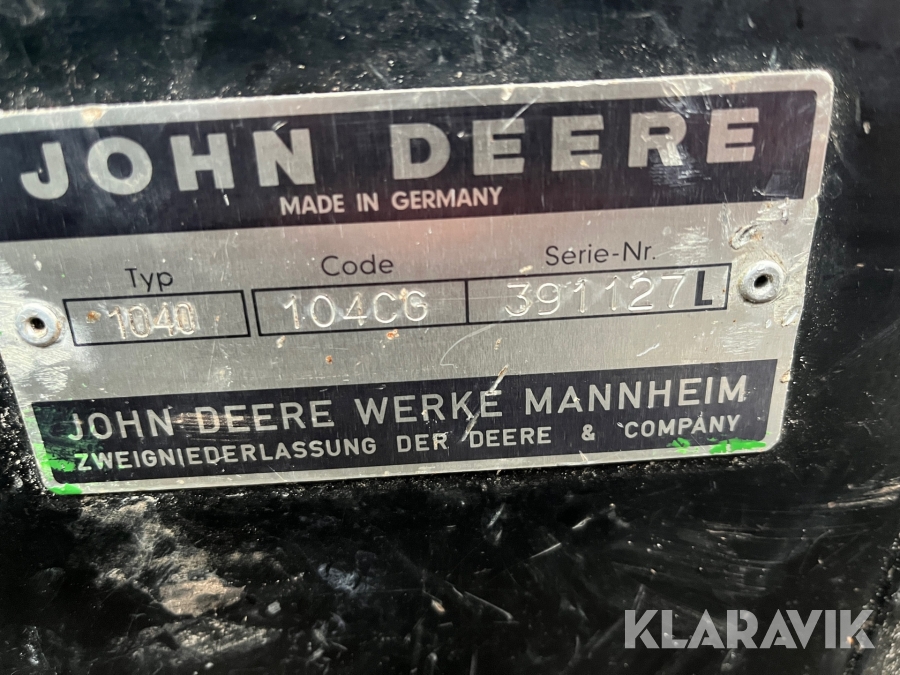 JOHN DEERE
MADE IN GERMANY
Typ Code Serie-Nr.
1040 104CG 391127L
JOHN DEERE WERKE MANNHEIM
ZWEIGNIEDERLASSUNG DER DEERE & COMPANY
KLARAVIK